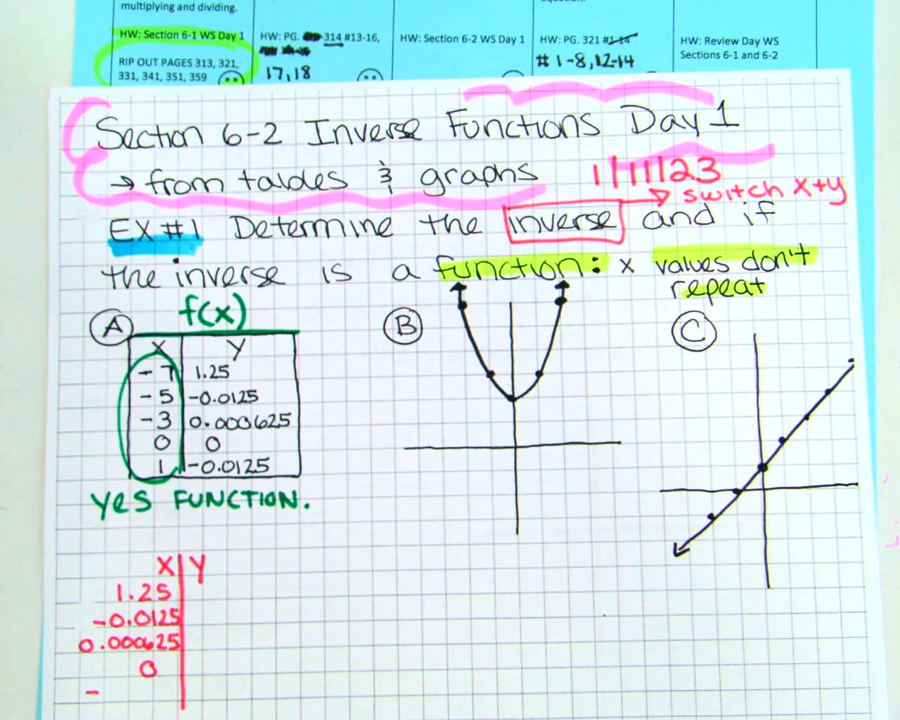 multiplying and dividing.
HW: Section 6-1 WS Day 1
RIP OUT PAGES 313, 321,
331, 341, 351, 359
HW: PG. 314 #13-16,
17,18
HW: Section 6-2 WS Day 1
HW: PG. 321 #1-14
#1-8,12-14
HW: Review Day WS
Sections 6-1 and 6-2
Section 6-2 Inverse Functions Day 1
→ from tables & graphs
1/11/23
→ switch x+y
EX #1 Determine the inverse and if
the inverse is a function: x values don't
repeat
A
f(x)
x y
-7 1.25
-5 -0.0125
-3
0 0
1 -0.0125
YES FUNCTION.
B
C
X Y
1.25
-0.0125
0
-